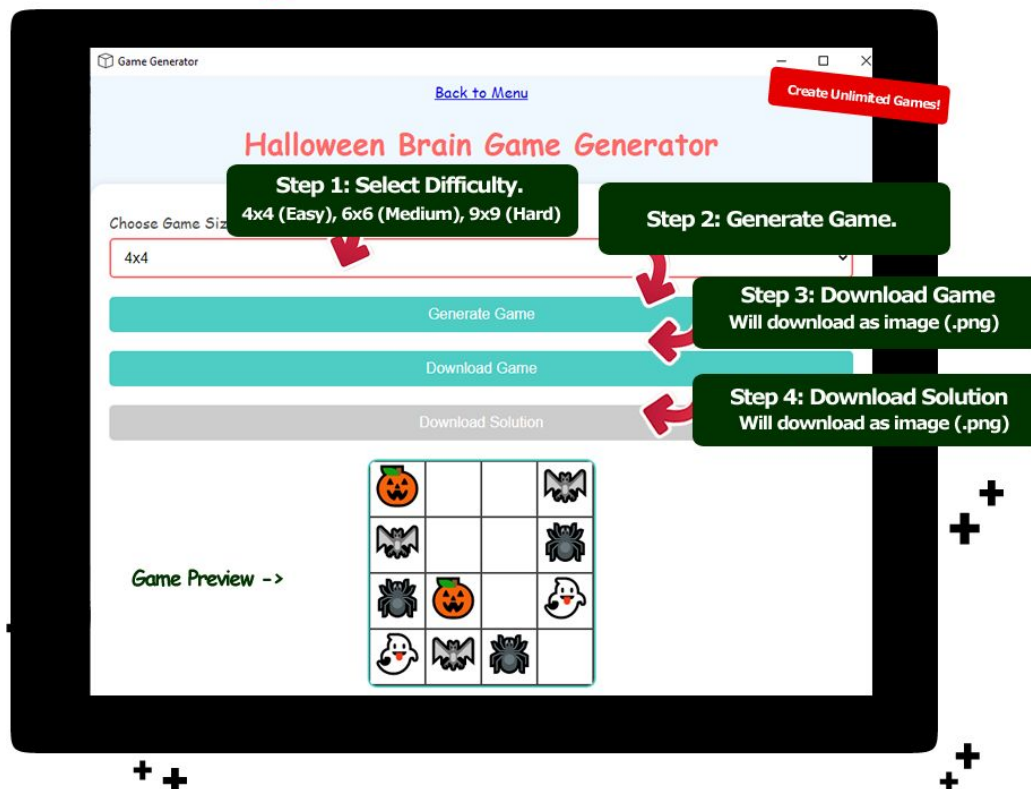 Game Generator
Back to Menu
Create Unlimited Games!
Halloween Brain Game Generator
Step 1: Select Difficulty.
4x4 (Easy), 6x6 (Medium), 9x9 (Hard)
Choose Game Siz
Step 2: Generate Game.
4x4
Generate Game
Step 3: Download Game
Will download as image (.png)
Download Game
Step 4: Download Solution
Will download as image (.png)
Download Solution
Game Preview ->